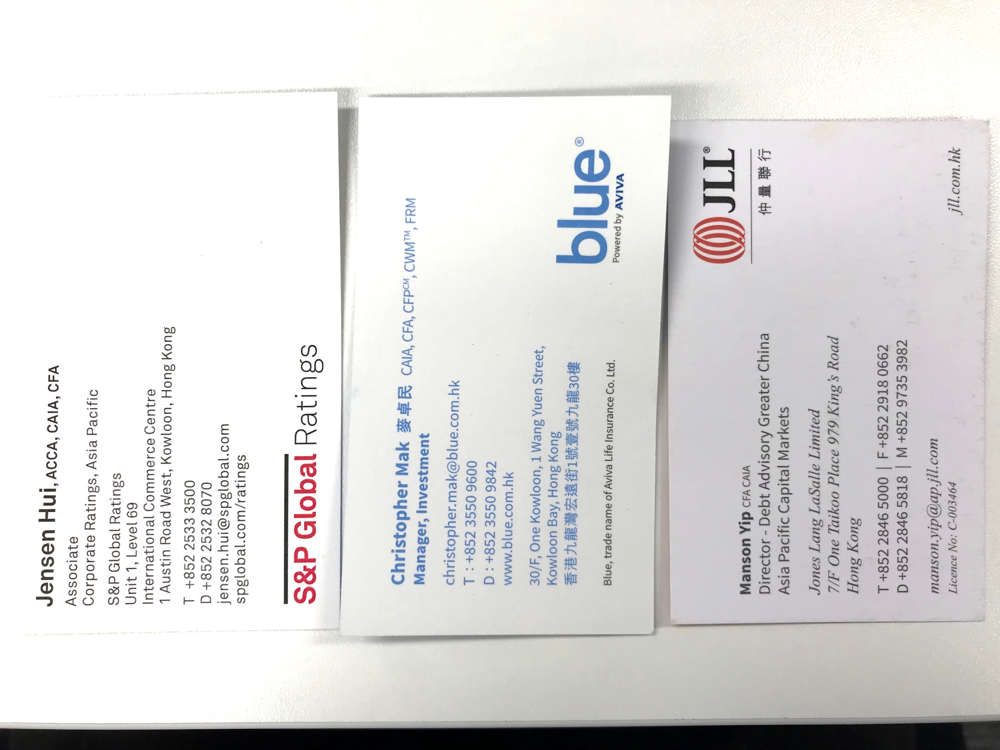 Jensen Hui, ACCA, CAIA, CFA
Associate
Corporate Ratings, Asia Pacific
S&P Global Ratings
Unit 1, Level 69
International Commerce Centre
1 Austin Road West, Kowloon, Hong Kong
T +852 2533 3500
D +852 2532 8070
jensen.hui@spglobal.com
spglobal.com/ratings
S&P Global Ratings
Christopher Mak 麥卓民 CAIA, CFA, CFP™, CWM™, FRM
Manager, Investment
christopher.mak@blue.com.hk
T : +852 3550 9600
D : +852 3550 9842
www.blue.com.hk
30/F, One Kowloon, 1 Wang Yuen Street,
Kowloon Bay, Hong Kong
香港九龍灣宏遠街1號壹號九龍30樓
Blue, trade name of Aviva Life Insurance Co. Ltd.
blue®
Powered by AVIVA
JLL®
仲量聯行
Manson Yip CFA CAIA
Director - Debt Advisory Greater China
Asia Pacific Capital Markets
Jones Lang LaSalle Limited
7/F One Taikoo Place 979 King's Road
Hong Kong
T +852 2846 5000 | F +852 2918 0662
D +852 2846 5818 | M +852 9735 3982
manson.yip@ap.jll.com
Licence No: C-003464
jll.com.hk